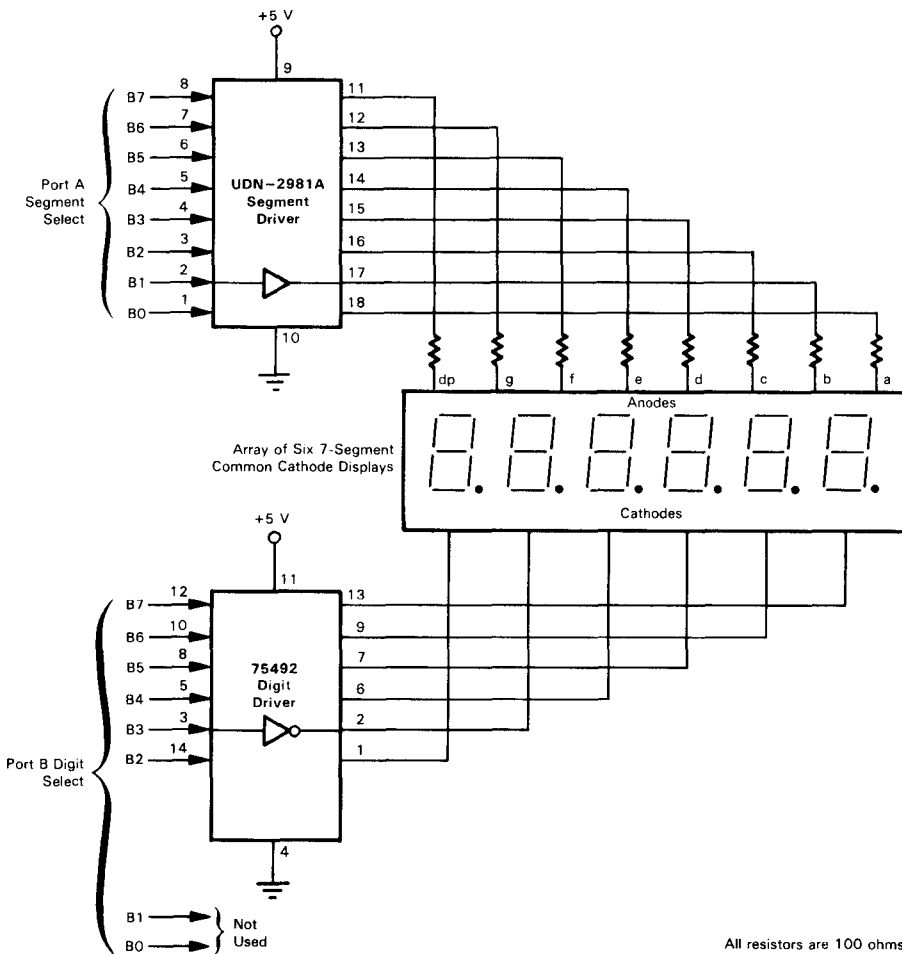 +5 V
9
B7 8 11
B6 7 12
B5 6 13
B4 5 14
B3 4 15
B2 3 16
B1 2 17
B0 1 18
Port A
Segment
Select
UDN-2981A
Segment
Driver
10
dp g f e d c b a
Anodes
Array of Six 7-Segment
Common Cathode Displays
Cathodes
+5 V
11
B7 12 13
B6 10 9
B5 8 7
B4 5 6
B3 3 2
B2 14 1
75492
Digit
Driver
Port B Digit
Select
4
B1
B0
Not
Used
All resistors are 100 ohms